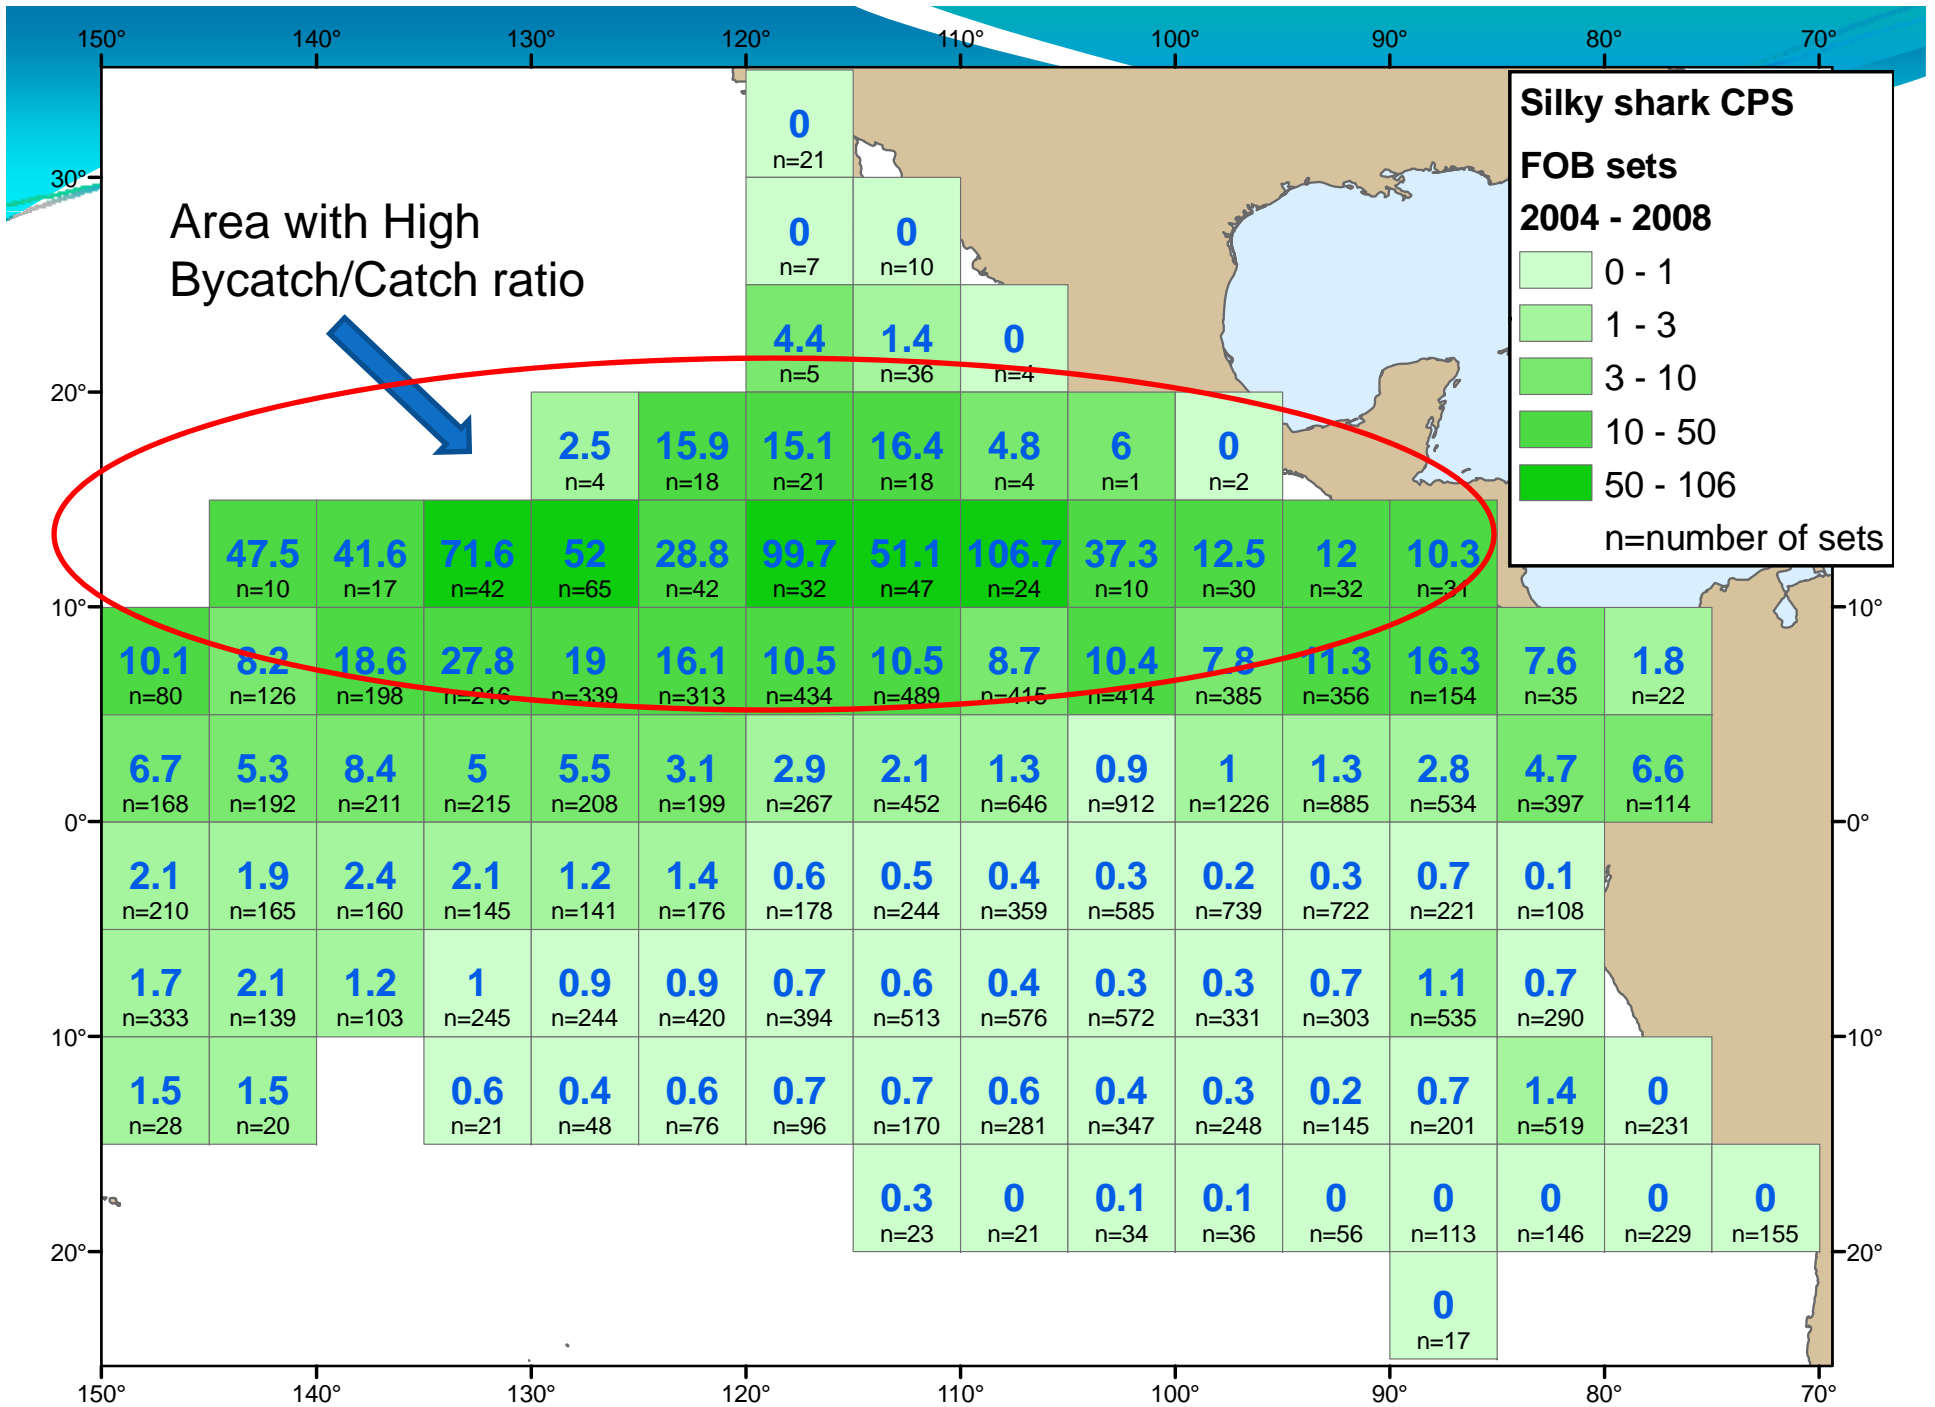 150° 140° 130° 120° 110° 100° 90° 80° 70°
Silky shark CPS
FOB sets
2004 - 2008
0 - 1
1 - 3
3 - 10
10 - 50
50 - 106
n=number of sets
Area with High
Bycatch/Catch ratio
0
n=21
30°
0 0
n=7 n=10
4.4 1.4 0
n=5 n=36 n=4
20°
2.5 15.9 15.1 16.4 4.8 6 0
n=4 n=18 n=21 n=18 n=4 n=1 n=2
47.5 41.6 71.6 52 28.8 99.7 51.1 106.7 37.3 12.5 12 10.3
n=10 n=17 n=42 n=65 n=42 n=32 n=47 n=24 n=10 n=30 n=32 n=31
10° 10°
10.1 8.2 18.6 27.8 19 16.1 10.5 10.5 8.7 10.4 7.8 11.3 16.3 7.6 1.8
n=80 n=126 n=198 n=216 n=339 n=313 n=434 n=489 n=415 n=414 n=385 n=356 n=154 n=35 n=22
6.7 5.3 8.4 5 5.5 3.1 2.9 2.1 1.3 0.9 1 1.3 2.8 4.7 6.6
n=168 n=192 n=211 n=215 n=208 n=199 n=267 n=452 n=646 n=912 n=1226 n=885 n=534 n=397 n=114
0° 0°
2.1 1.9 2.4 2.1 1.2 1.4 0.6 0.5 0.4 0.3 0.2 0.3 0.7 0.1
n=210 n=165 n=160 n=145 n=141 n=176 n=178 n=244 n=359 n=585 n=739 n=722 n=221 n=108
1.7 2.1 1.2 1 0.9 0.9 0.7 0.6 0.4 0.3 0.3 0.7 1.1 0.7
n=333 n=139 n=103 n=245 n=244 n=420 n=394 n=513 n=576 n=572 n=331 n=303 n=535 n=290
10° 10°
1.5 1.5 0.6 0.4 0.6 0.7 0.7 0.6 0.4 0.3 0.2 0.7 1.4 0
n=28 n=20 n=21 n=48 n=76 n=96 n=170 n=281 n=347 n=248 n=145 n=201 n=519 n=231
0.3 0 0.1 0.1 0 0 0 0 0
n=23 n=21 n=34 n=36 n=56 n=113 n=146 n=229 n=155
20° 20°
0
n=17
150° 140° 130° 120° 110° 100° 90° 80° 70°